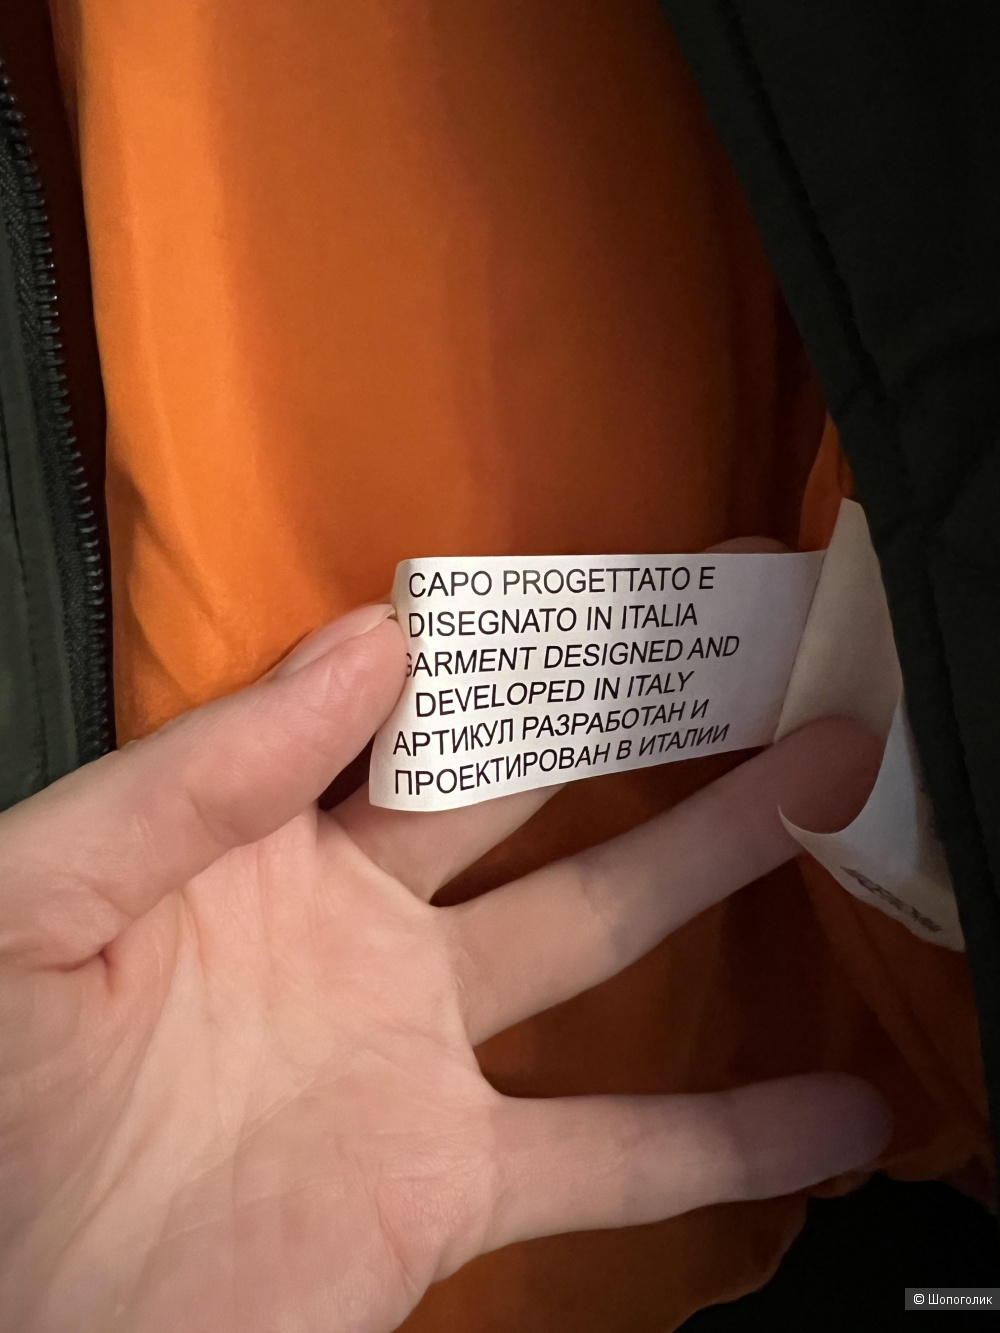 CAPO PROGETTATO E
DISEGNATO IN ITALIA
GARMENT DESIGNED AND
DEVELOPED IN ITALY
АРТИКУЛ РАЗРАБОТАН И
ПРОЕКТИРОВАН В ИТАЛИИ
© Шопоголик